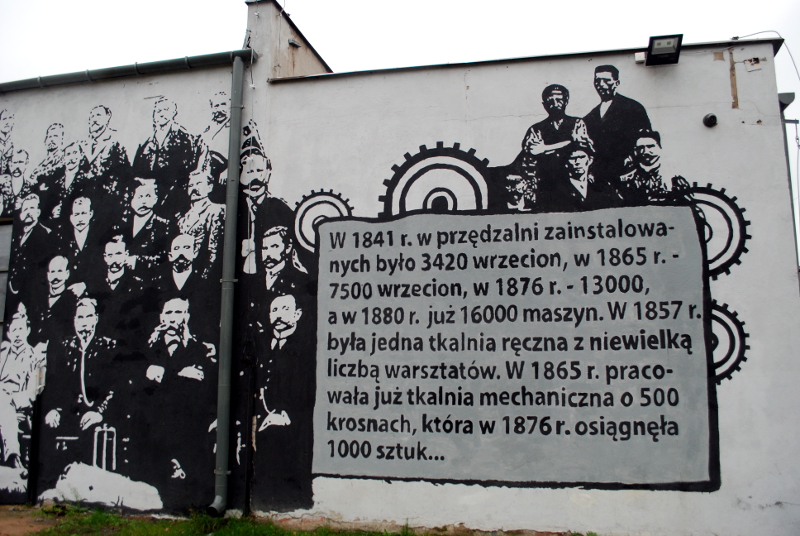 W 1841 r. w przędzalni zainstalowa-
nych było 3420 wrzecion, w 1865 r. -
7500 wrzecion, w 1876 r. - 13000,
a w 1880 r. już 16000 maszyn. W 1857 r.
była jedna tkalnia ręczna z niewielką
liczbą warsztatów. W 1865 r. praco-
wała już tkalnia mechaniczna o 500
krosnach, która w 1876 r. osiągnęła
1000 sztuk...